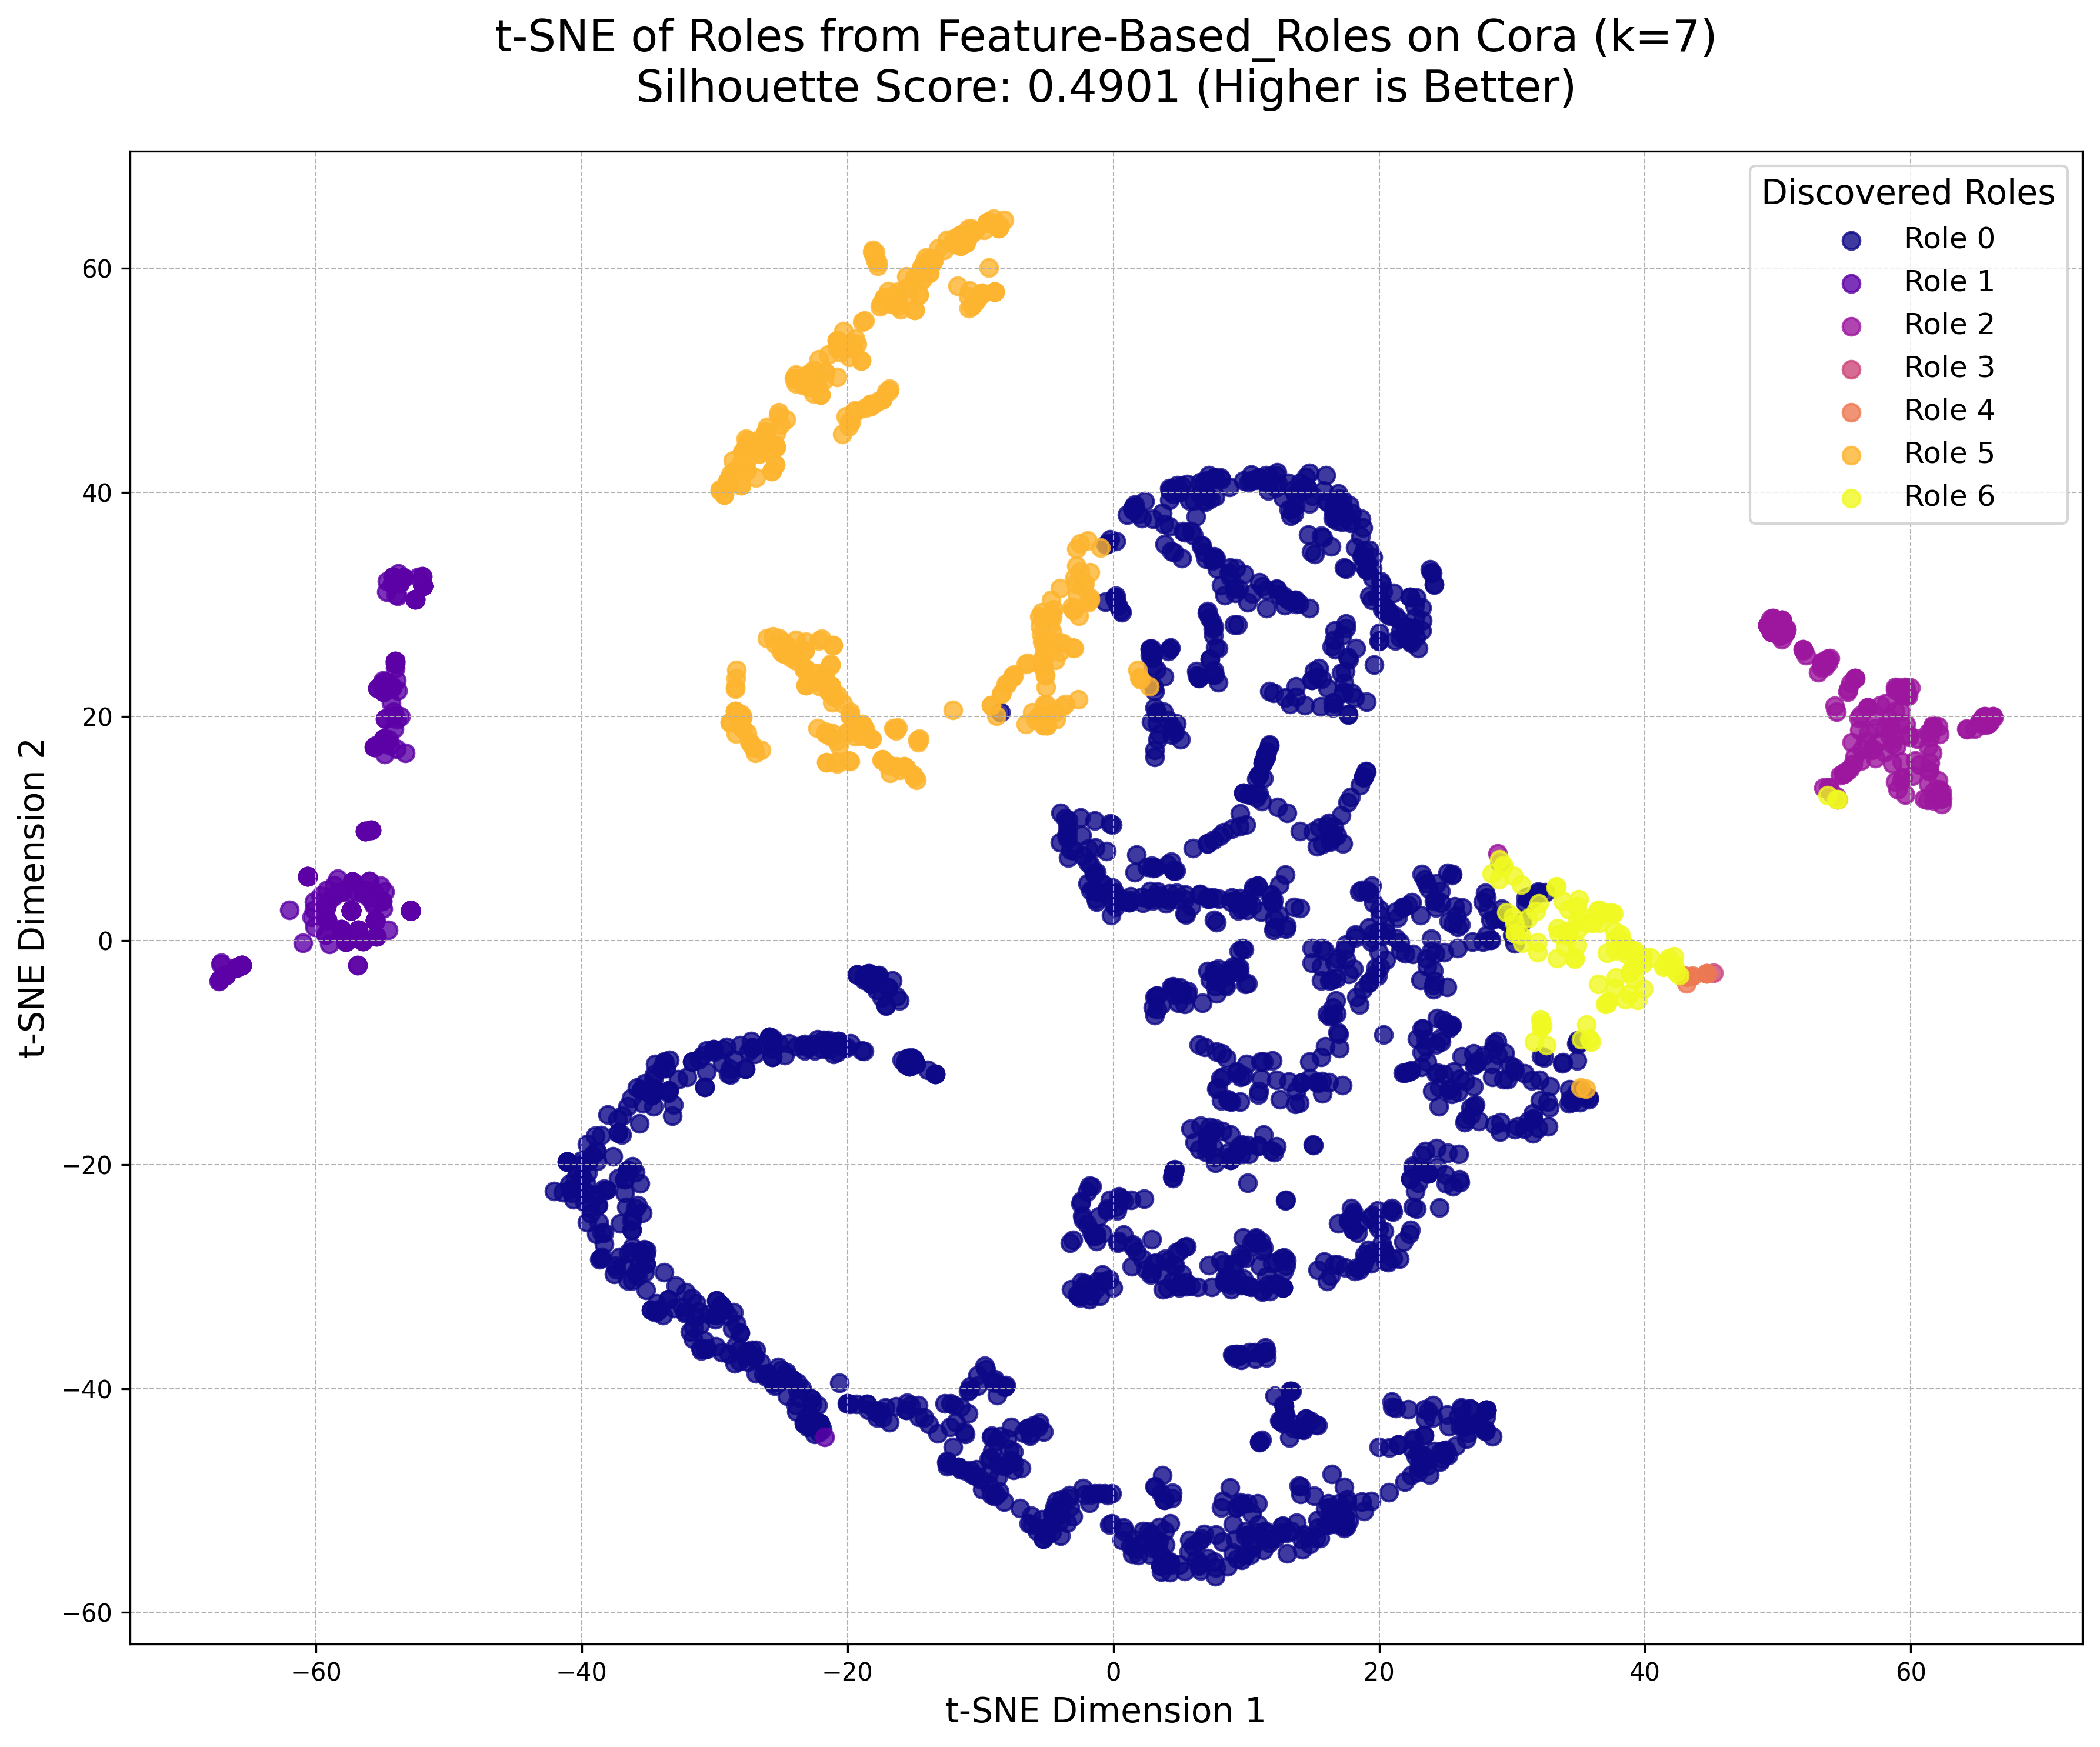 t-SNE of Roles from Feature-Based_Roles on Cora (k=7)
Silhouette Score: 0.4901 (Higher is Better)
Discovered Roles
Role 0
Role 1
Role 2
Role 3
Role 4
Role 5
Role 6
t-SNE Dimension 2
60
40
20
0
−20
−40
−60
−60
−40
−20
0
20
40
60
t-SNE Dimension 1